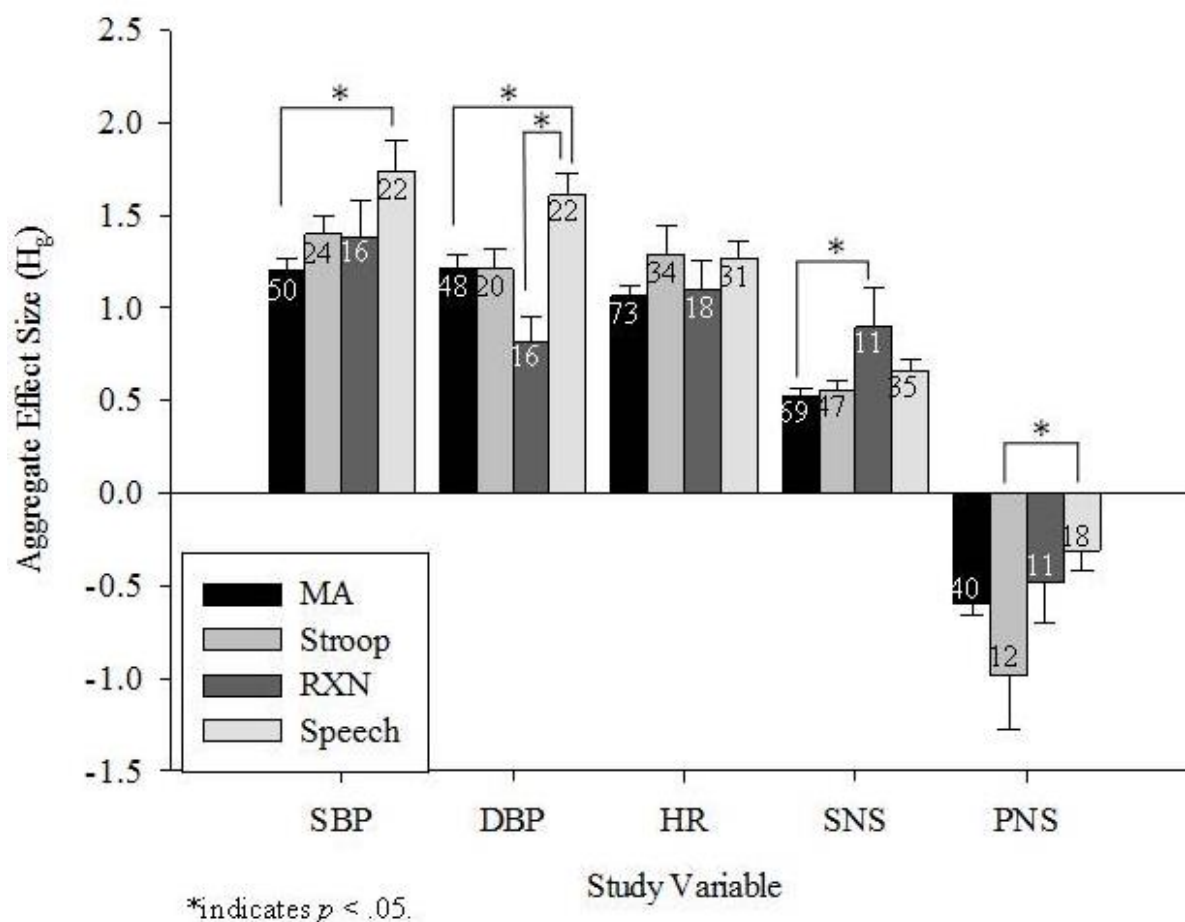 2.5
2.0
1.5
1.0
0.5
0.0
-0.5
-1.0
-1.5
Aggregate Effect Size (Hg)
* * * * *
50 24 16 22
48 20 16 22
73 34 18 31
69 47 11 35
40 12 11 18
MA
Stroop
RXN
Speech
SBP DBP HR SNS PNS
Study Variable
*indicates p < .05.